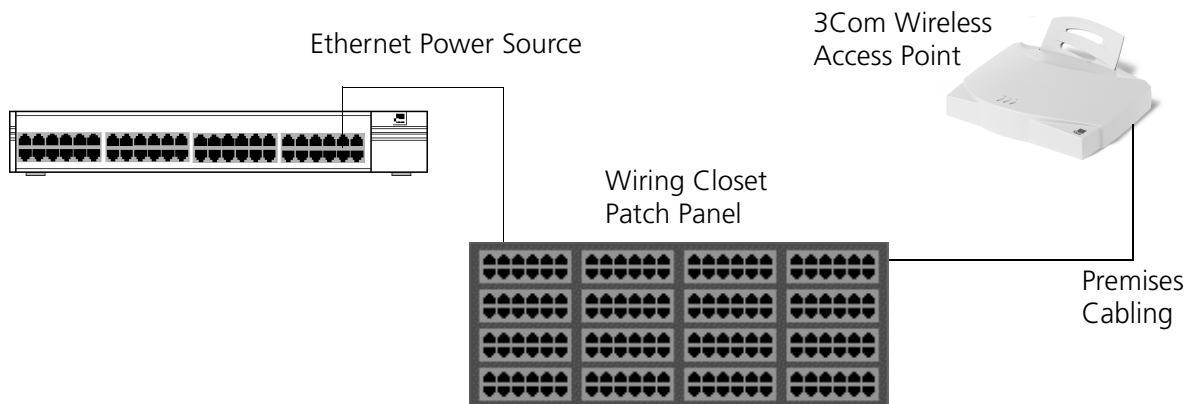 Ethernet Power Source
3Com Wireless
Access Point
Wiring Closet
Patch Panel
Premises
Cabling